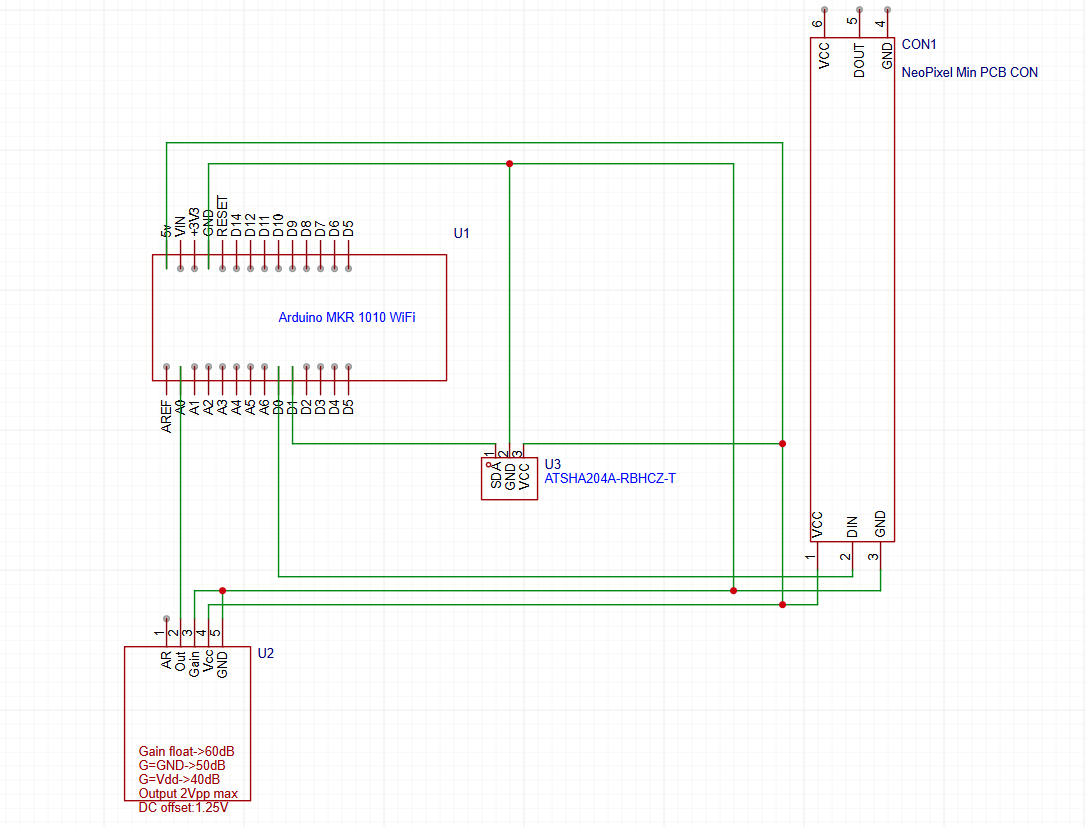 6
5
4
VCC
DOUT
GND
CON1
NeoPixel Min PCB CON
5v
VIN
+3V3
GND
RESET
D14
D12
D11
D10
D9
D8
D7
D6
D5
U1
Arduino MKR 1010 WiFi
AREF
A0
A1
A2
A3
A4
A5
A6
D0
D1
D2
D3
D4
D5
1
2
3
SDA
GND
VCC
U3
ATSHA204A-RBHCZ-T
VCC
DIN
GND
1
2
3
1
2
3
4
5
AR
Out
Gain
Vcc
GND
U2
Gain float->60dB
G=GND->50dB
G=Vdd->40dB
Output 2Vpp max
DC offset:1.25V